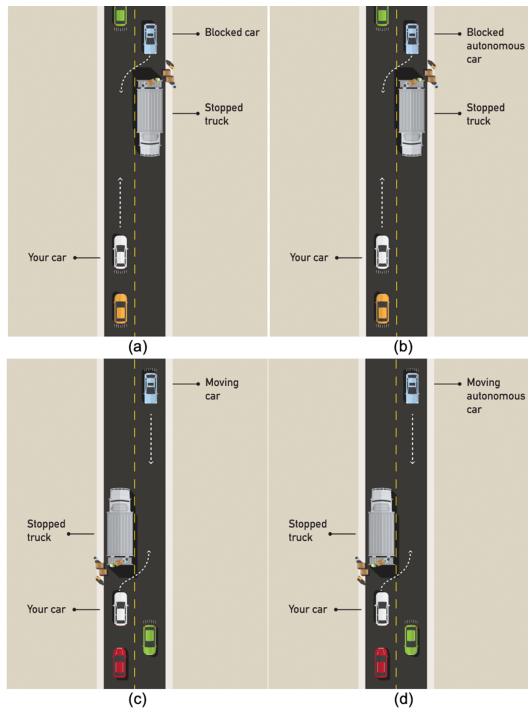 Blocked car
Stopped
truck
Your car
(a)
Blocked
autonomous
car
Stopped
truck
Your car
(b)
Moving
car
Stopped
truck
Your car
(c)
Moving
autonomous
car
Stopped
truck
Your car
(d)